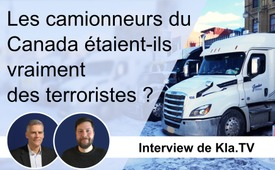 Les camionneurs du
Canada étaient-ils
vraiment
des terroristes ?
Interview de Kla.TV